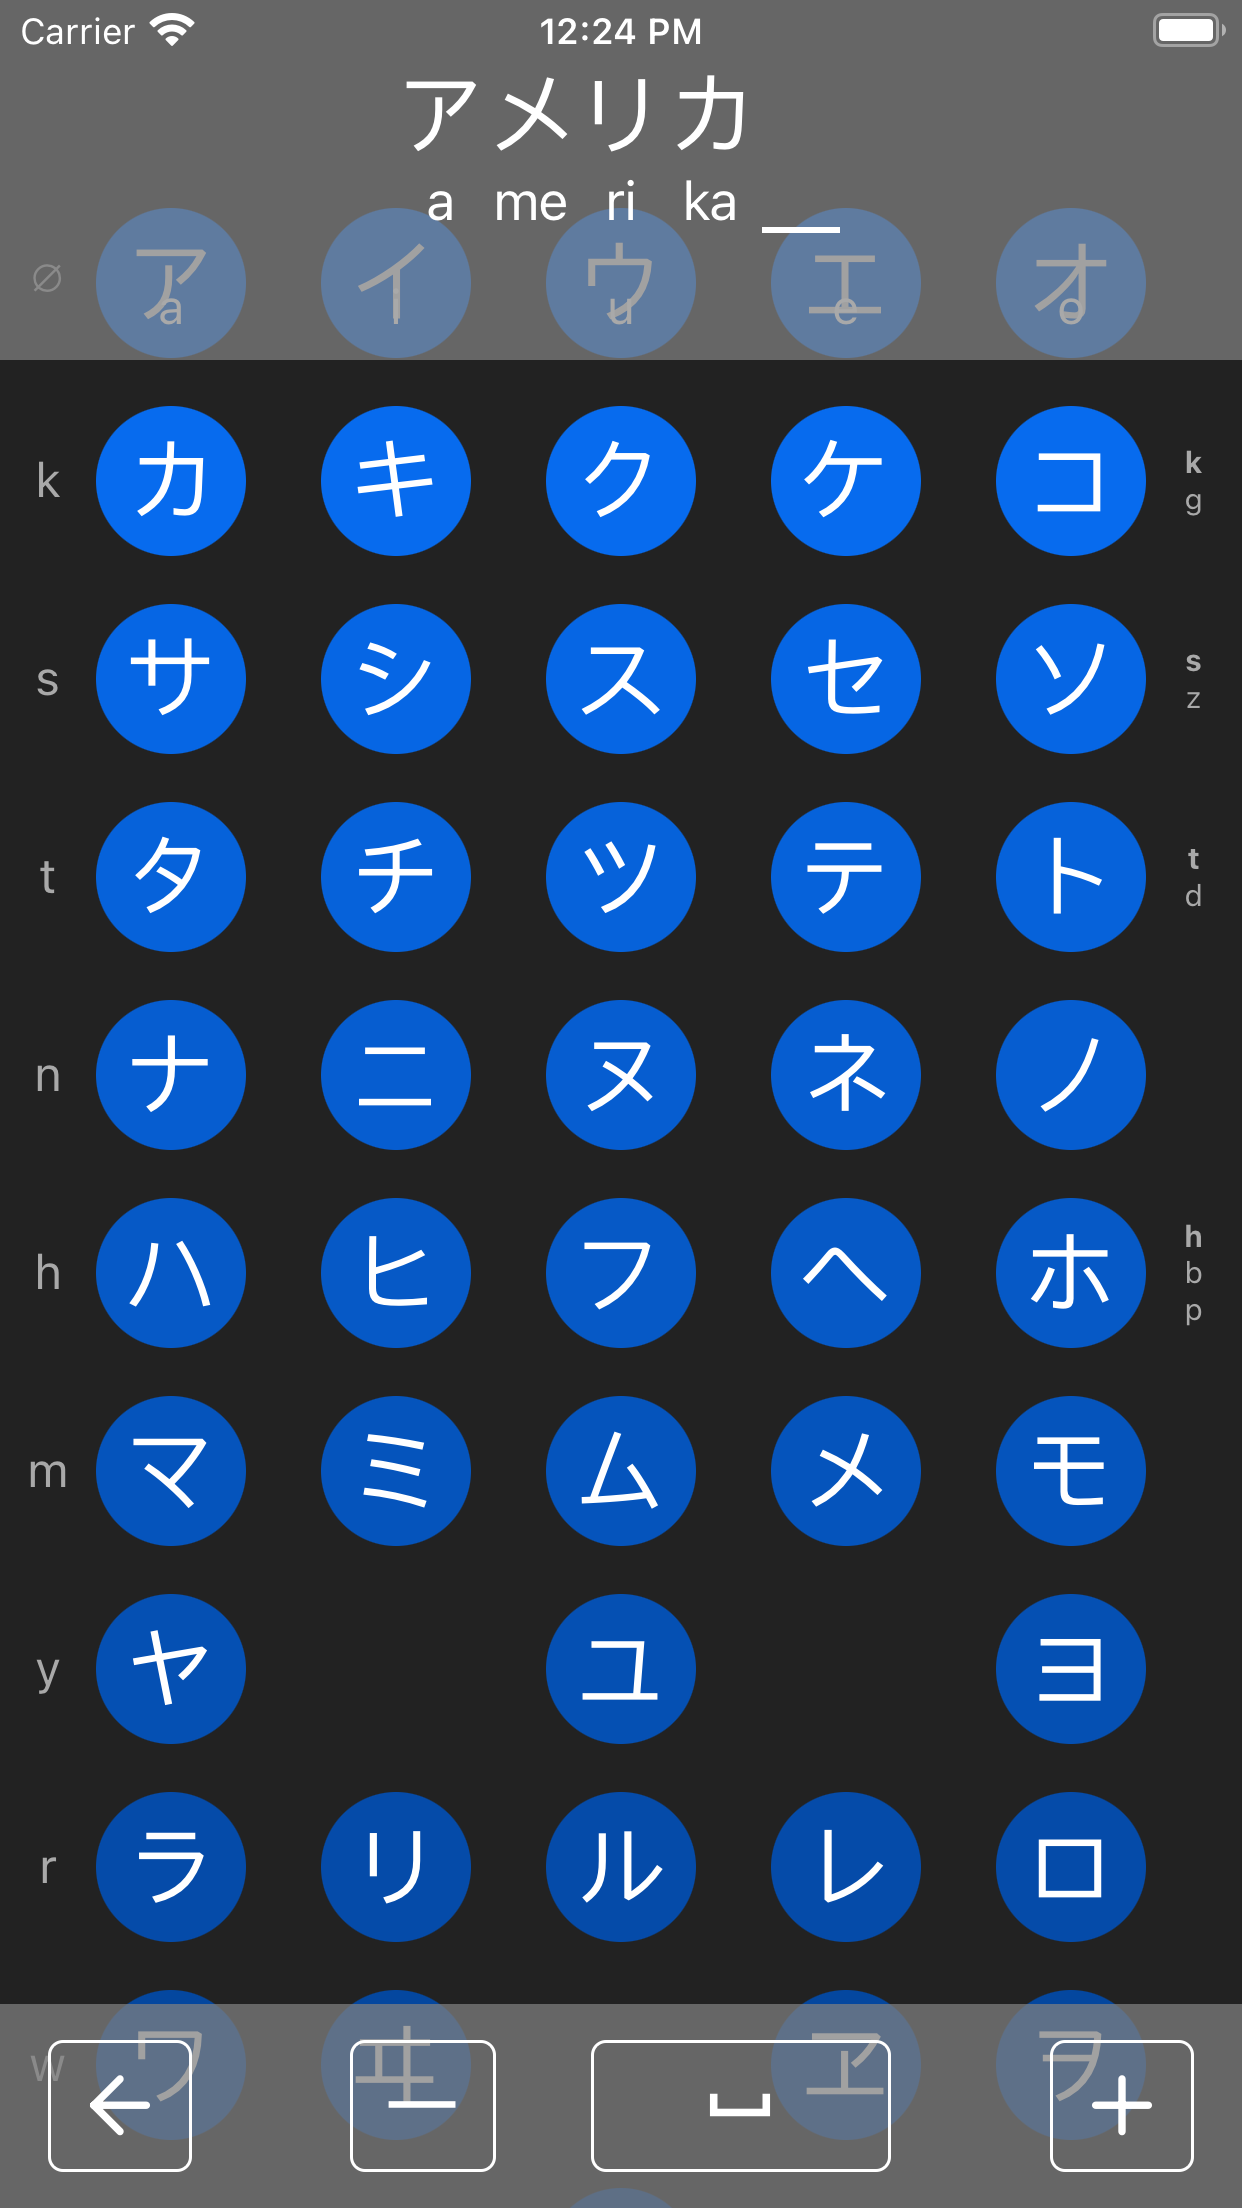 Carrier 12:24 PM
アメリカ
a me ri ka
∅ ア イ ウ エ オ
a i u e o
k カ キ ク ケ コ k
g
s サ シ ス セ ソ s
z
t タ チ ツ テ ト t
d
n ナ ニ ヌ ネ ノ
h ハ ヒ フ ヘ ホ h
b
p
m マ ミ ム メ モ
y ヤ ユ ヨ
r ラ リ ル レ ロ
w ワ ヰ ヱ ヲ
← ー ␣ +